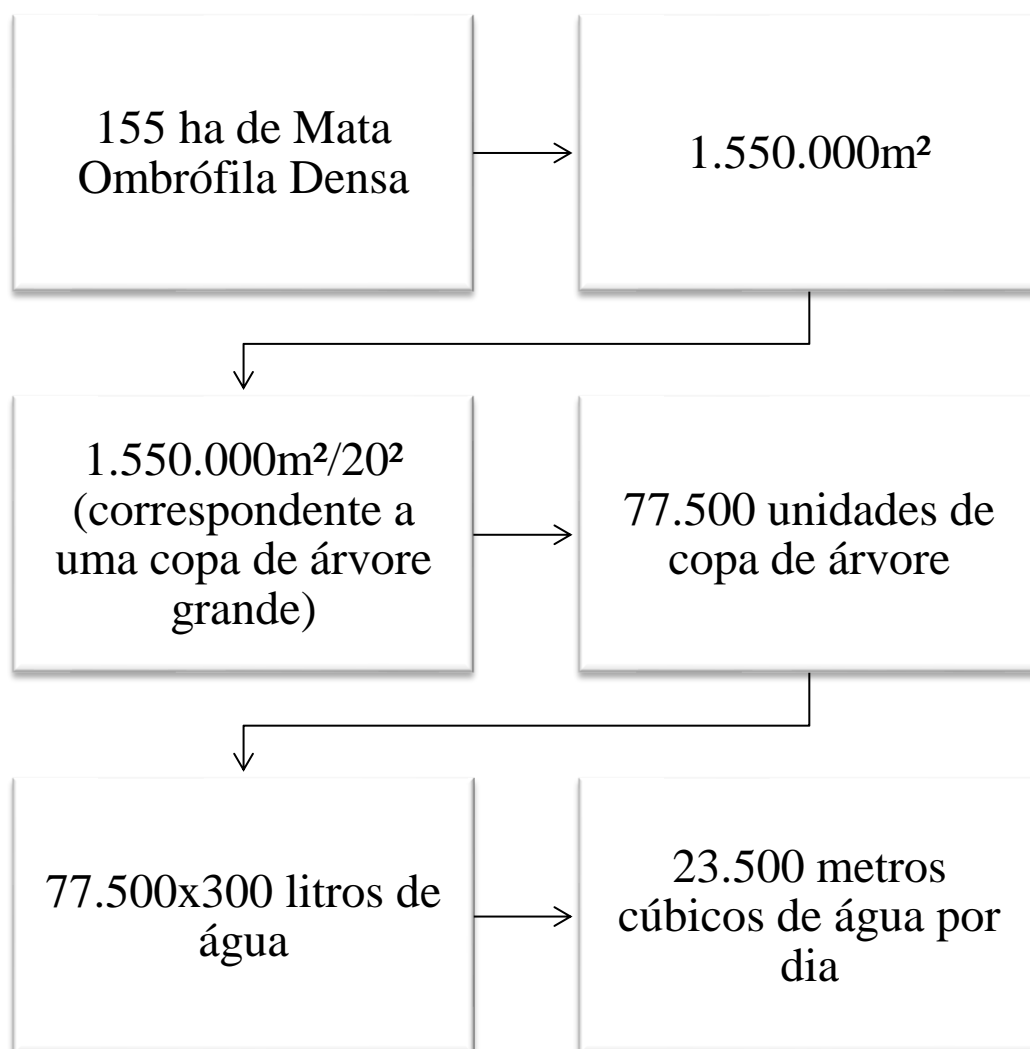 155 ha de Mata
Ombrófila Densa
1.550.000m²
1.550.000m²/20²
(correspondente a
uma copa de árvore
grande)
77.500 unidades de
copa de árvore
77.500x300 litros de
água
23.500 metros
cúbicos de água por
dia